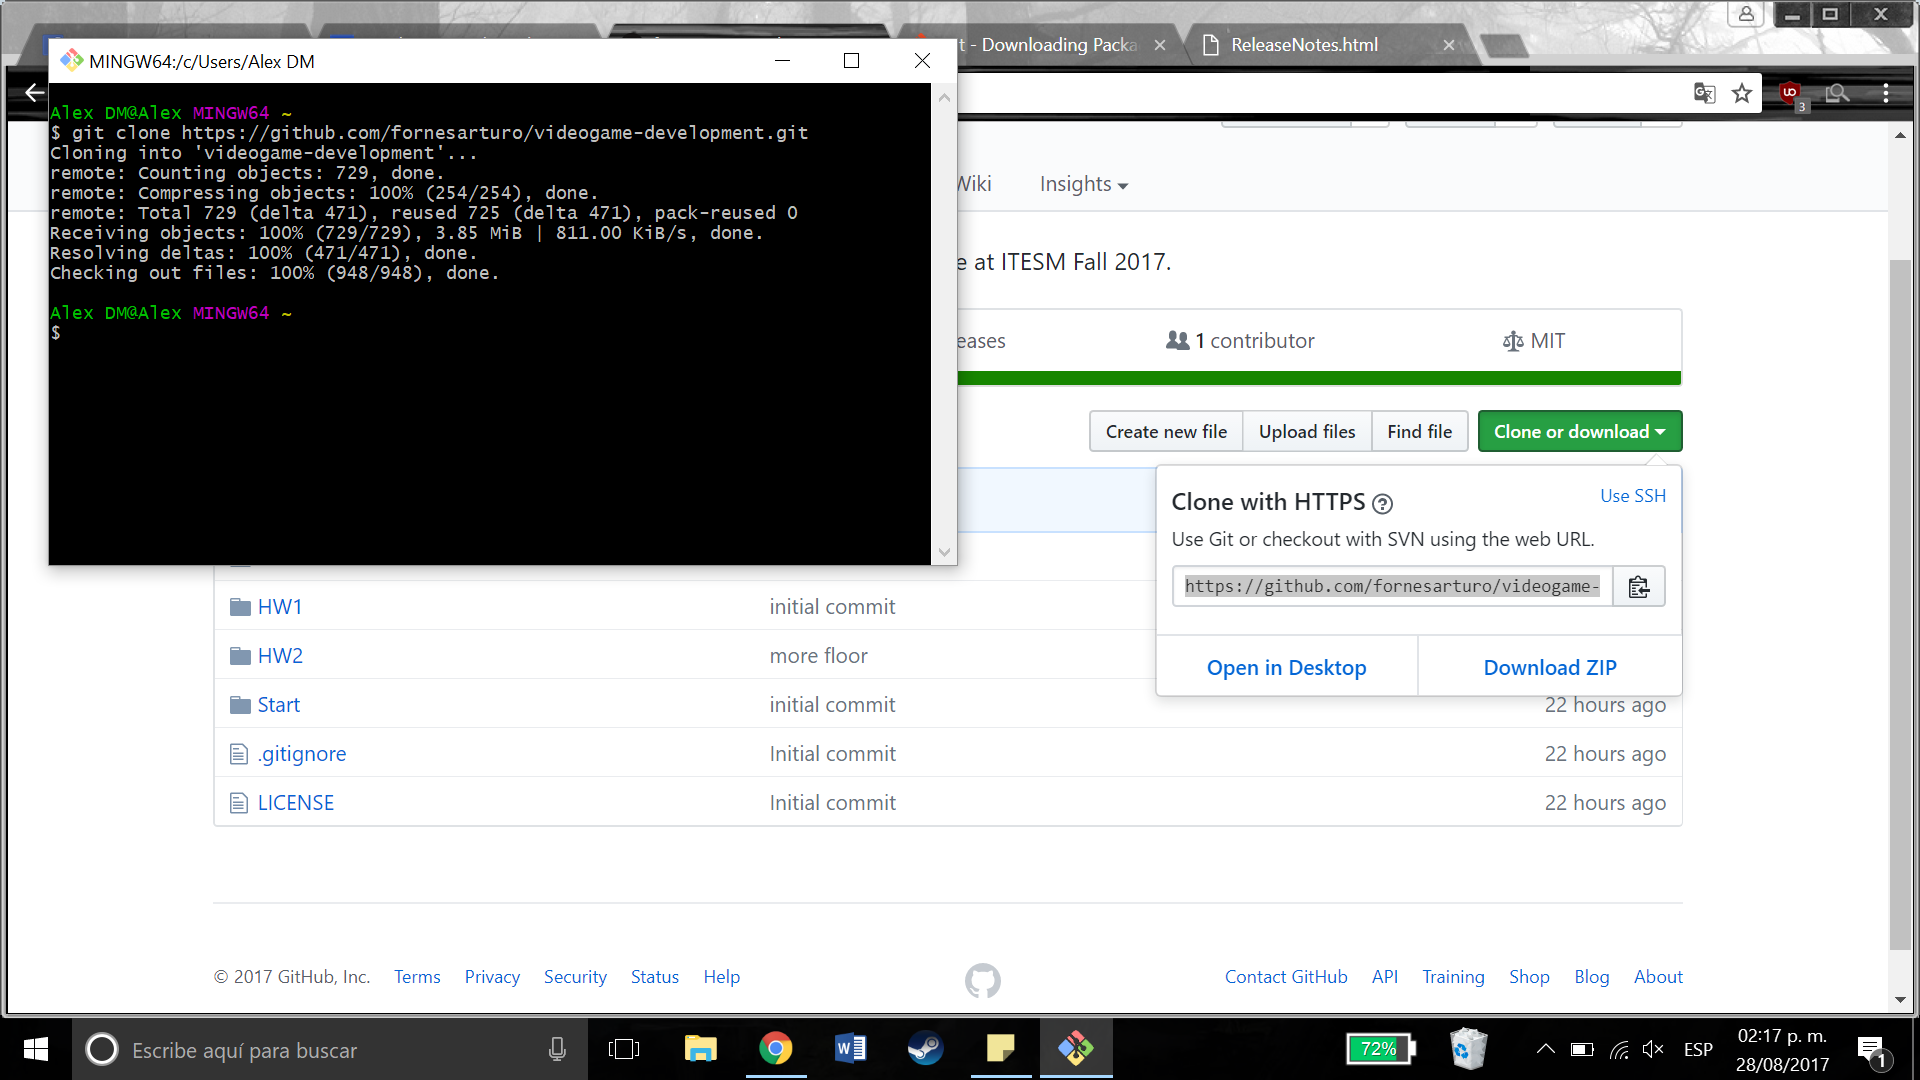 MINGW64:/c/Users/Alex DM
t - Downloading Packa
ReleaseNotes.html
3
Alex DM@Alex MINGW64 ~
$ git clone https://github.com/fornesarturo/videogame-development.git
Cloning into 'videogame-development'...
remote: Counting objects: 729, done.
remote: Compressing objects: 100% (254/254), done.
remote: Total 729 (delta 471), reused 725 (delta 471), pack-reused 0
Receiving objects: 100% (729/729), 3.85 MiB | 811.00 KiB/s, done.
Resolving deltas: 100% (471/471), done.
Checking out files: 100% (948/948), done.
Alex DM@Alex MINGW64 ~
$
Wiki Insights
e at ITESM Fall 2017.
eases 1 contributor MIT
Create new file Upload files Find file Clone or download
Clone with HTTPS Use SSH
Use Git or checkout with SVN using the web URL.
https://github.com/fornesarturo/videogame-
Open in Desktop Download ZIP
HW1 initial commit
HW2 more floor
Start initial commit 22 hours ago
.gitignore Initial commit 22 hours ago
LICENSE Initial commit 22 hours ago
© 2017 GitHub, Inc. Terms Privacy Security Status Help Contact GitHub API Training Shop Blog About
Escribe aquí para buscar
72%
ESP
02:17 p. m.
28/08/2017
1